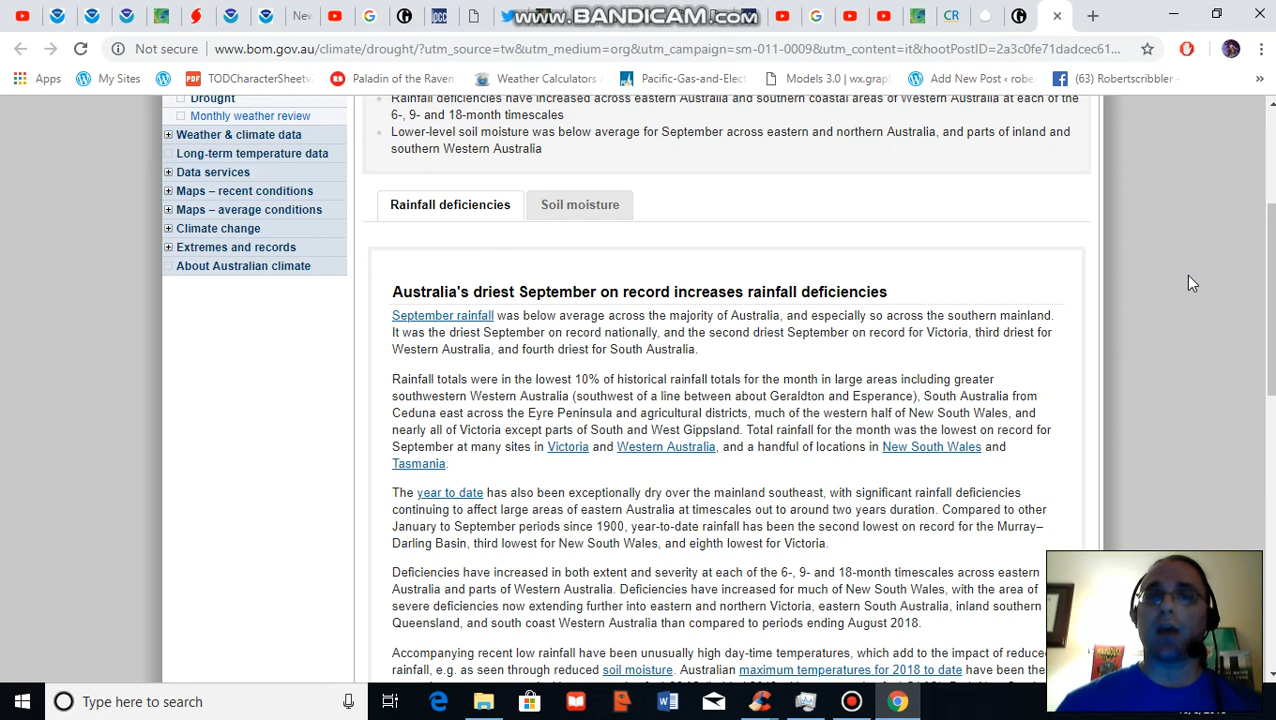 New
www.BANDICAM.com
CR
Not secure
www.bom.gov.au/climate/drought/?utm_source=tw&utm_medium=org&utm_campaign=sm-011-0009&utm_content=it&hootPostID=2a3c0fe71dadcec61...
Apps
My Sites
TODCharacterSheetv.
Paladin of the Raven
Weather Calculators
Pacific-Gas-and-Elect
Models 3.0 | wx.graph
Add New Post ‹ robe
(63) Robertscribbler
»
Drought
Monthly weather review
Weather & climate data
Long-term temperature data
Data services
Maps – recent conditions
Maps – average conditions
Climate change
Extremes and records
About Australian climate
Rainfall deficiencies have increased across eastern Australia and southern coastal areas of Western Australia at each of the
6-, 9- and 18-month timescales
Lower-level soil moisture was below average for September across eastern and northern Australia, and parts of inland and
southern Western Australia
Rainfall deficiencies
Soil moisture
Australia's driest September on record increases rainfall deficiencies
September rainfall was below average across the majority of Australia, and especially so across the southern mainland.
It was the driest September on record nationally, and the second driest September on record for Victoria, third driest for
Western Australia, and fourth driest for South Australia.
Rainfall totals were in the lowest 10% of historical rainfall totals for the month in large areas including greater
southwestern Western Australia (southwest of a line between about Geraldton and Esperance), South Australia from
Ceduna east across the Eyre Peninsula and agricultural districts, much of the western half of New South Wales, and
nearly all of Victoria except parts of South and West Gippsland. Total rainfall for the month was the lowest on record for
September at many sites in Victoria and Western Australia, and a handful of locations in New South Wales and
Tasmania.
The year to date has also been exceptionally dry over the mainland southeast, with significant rainfall deficiencies
continuing to affect large areas of eastern Australia at timescales out to around two years duration. Compared to other
January to September periods since 1900, year-to-date rainfall has been the second lowest on record for the Murray–
Darling Basin, third lowest for New South Wales, and eighth lowest for Victoria.
Deficiencies have increased in both extent and severity at each of the 6-, 9- and 18-month timescales across eastern
Australia and parts of Western Australia. Deficiencies have increased for much of New South Wales, with the area of
severe deficiencies now extending further into eastern and northern Victoria, eastern South Australia, inland southern
Queensland, and south coast Western Australia than compared to periods ending August 2018.
Accompanying recent low rainfall have been unusually high day-time temperatures, which add to the impact of reduce
rainfall, e.g. as seen through reduced soil moisture. Australian maximum temperatures for 2018 to date have been the
Type here to search